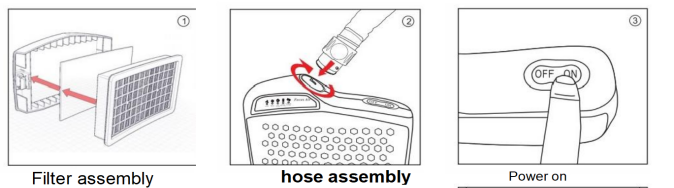 ①
②
③
OFF ON
Filter assembly
hose assembly
Power on